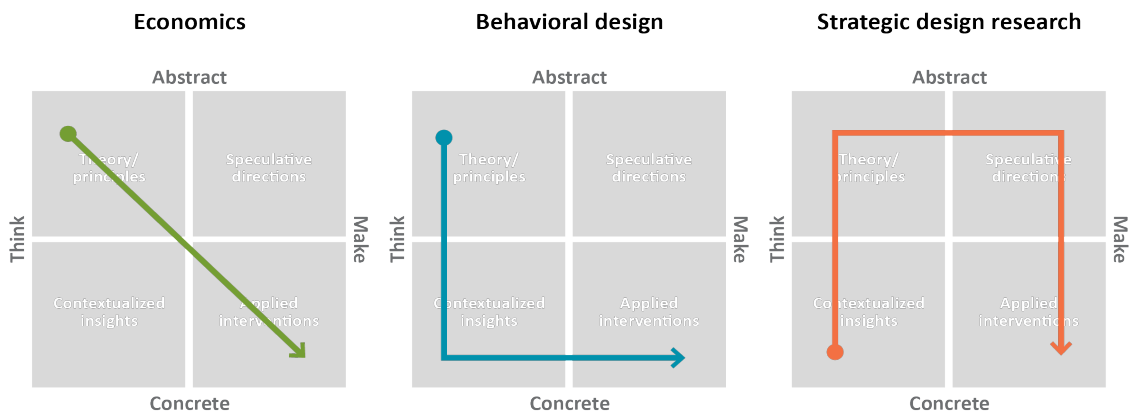 Economics
Abstract
Think
Theory/
principles
Speculative
directions
Contextualized
insights
Applied
interventions
Make
Concrete
Behavioral design
Abstract
Think
Theory/
principles
Speculative
directions
Contextualized
insights
Applied
interventions
Make
Concrete
Strategic design research
Abstract
Think
Theory/
principles
Speculative
directions
Contextualized
insights
Applied
interventions
Make
Concrete